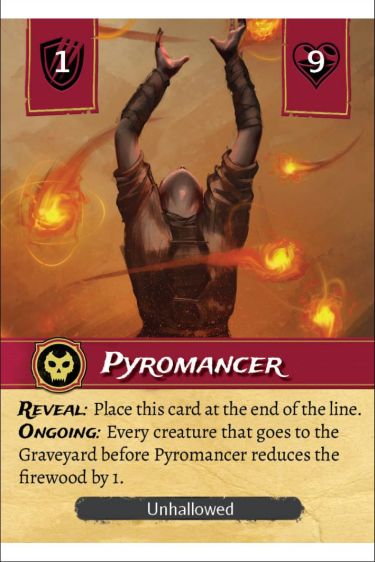 1
9
Pyromancer
Reveal: Place this card at the end of the line.
Ongoing: Every creature that goes to the
Graveyard before Pyromancer reduces the
firewood by 1.
Unhallowed